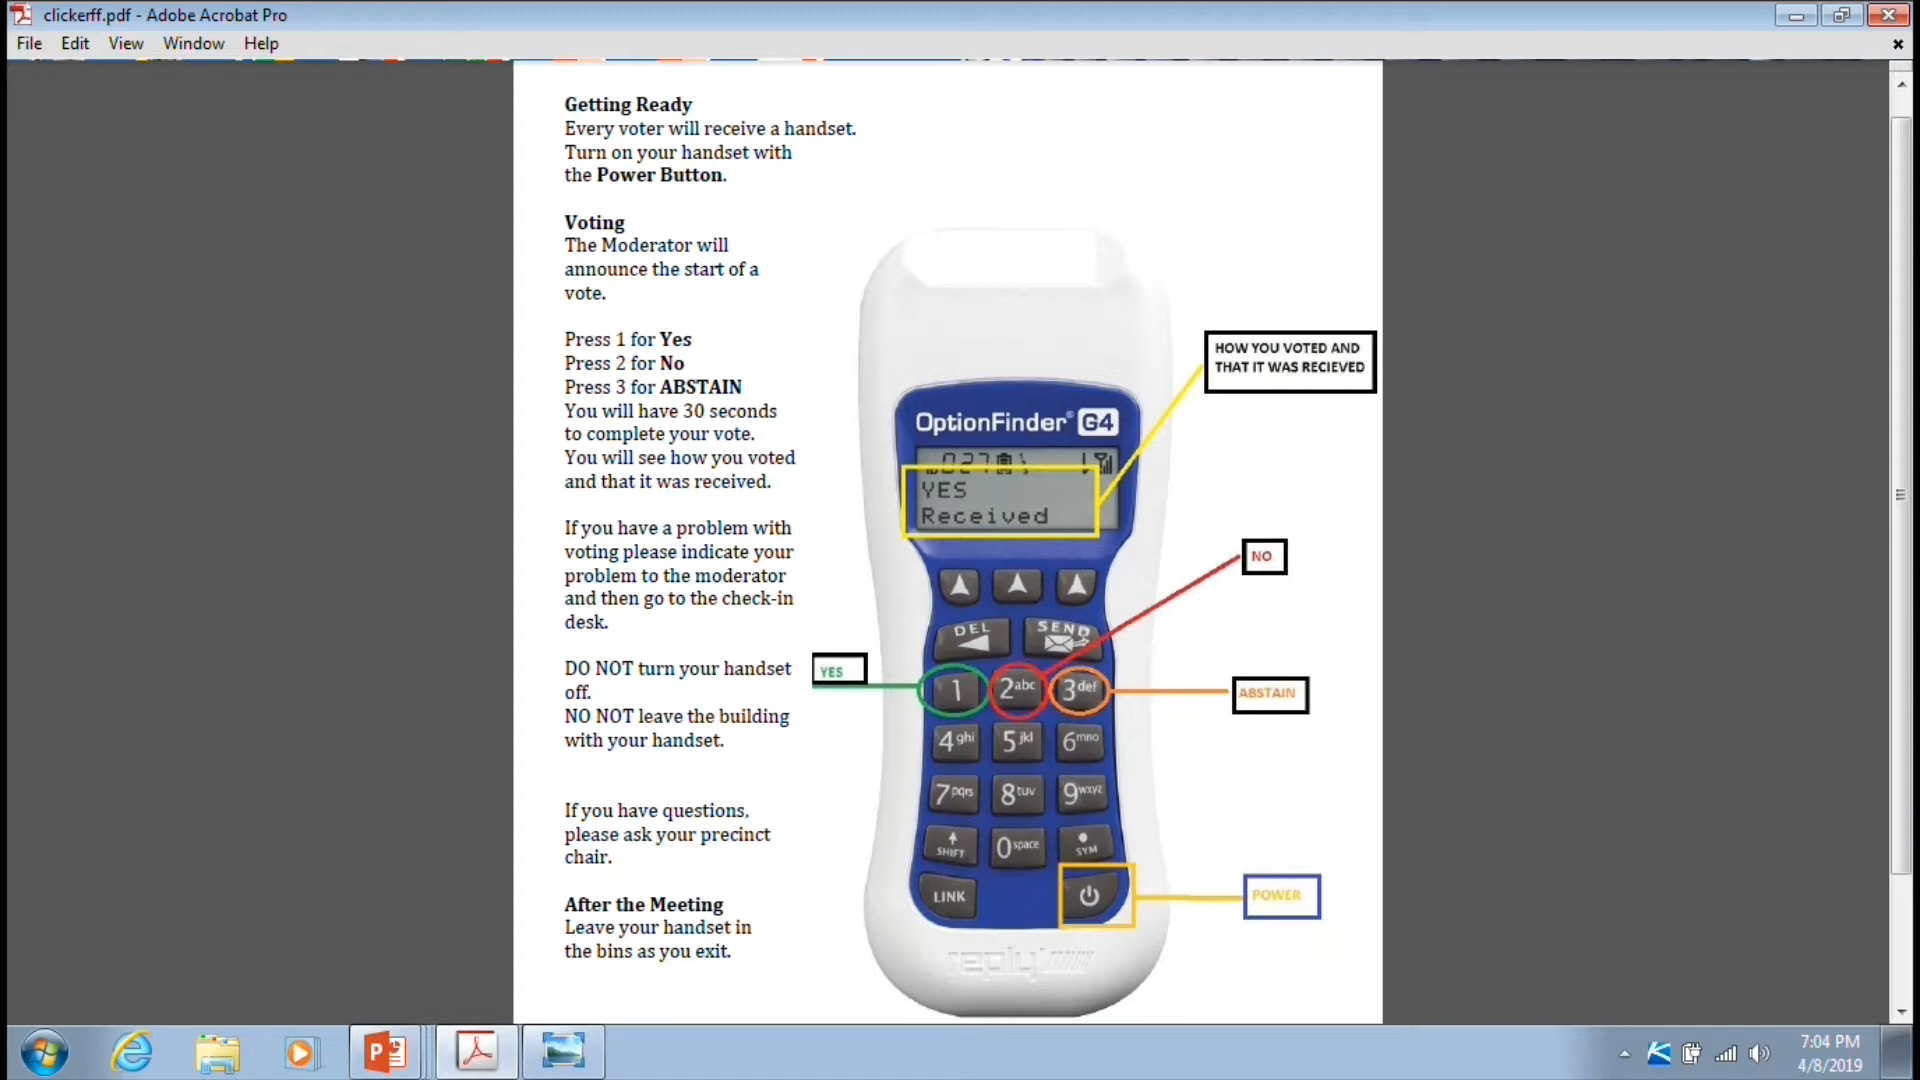 clickerff.pdf - Adobe Acrobat Pro
File Edit View Window Help
Getting Ready
Every voter will receive a handset.
Turn on your handset with
the Power Button.
Voting
The Moderator will
announce the start of a
vote.
Press 1 for Yes
Press 2 for No
Press 3 for ABSTAIN
You will have 30 seconds
to complete your vote.
You will see how you voted
and that it was received.
If you have a problem with
voting please indicate your
problem to the moderator
and then go to the check-in
desk.
DO NOT turn your handset
off.
NO NOT leave the building
with your handset.
If you have questions,
please ask your precinct
chair.
After the Meeting
Leave your handset in
the bins as you exit.
HOW YOU VOTED AND
THAT IT WAS RECIEVED
OptionFinder® G4
027
YES
Received
NO
DEL SEND
YES
1 2abc 3def
ABSTAIN
4ghi 5jkl 6mno
7pqrs 8tuv 9wxyz
SHIFT 0space SYM
LINK
POWER
reply
7:04 PM
4/8/2019